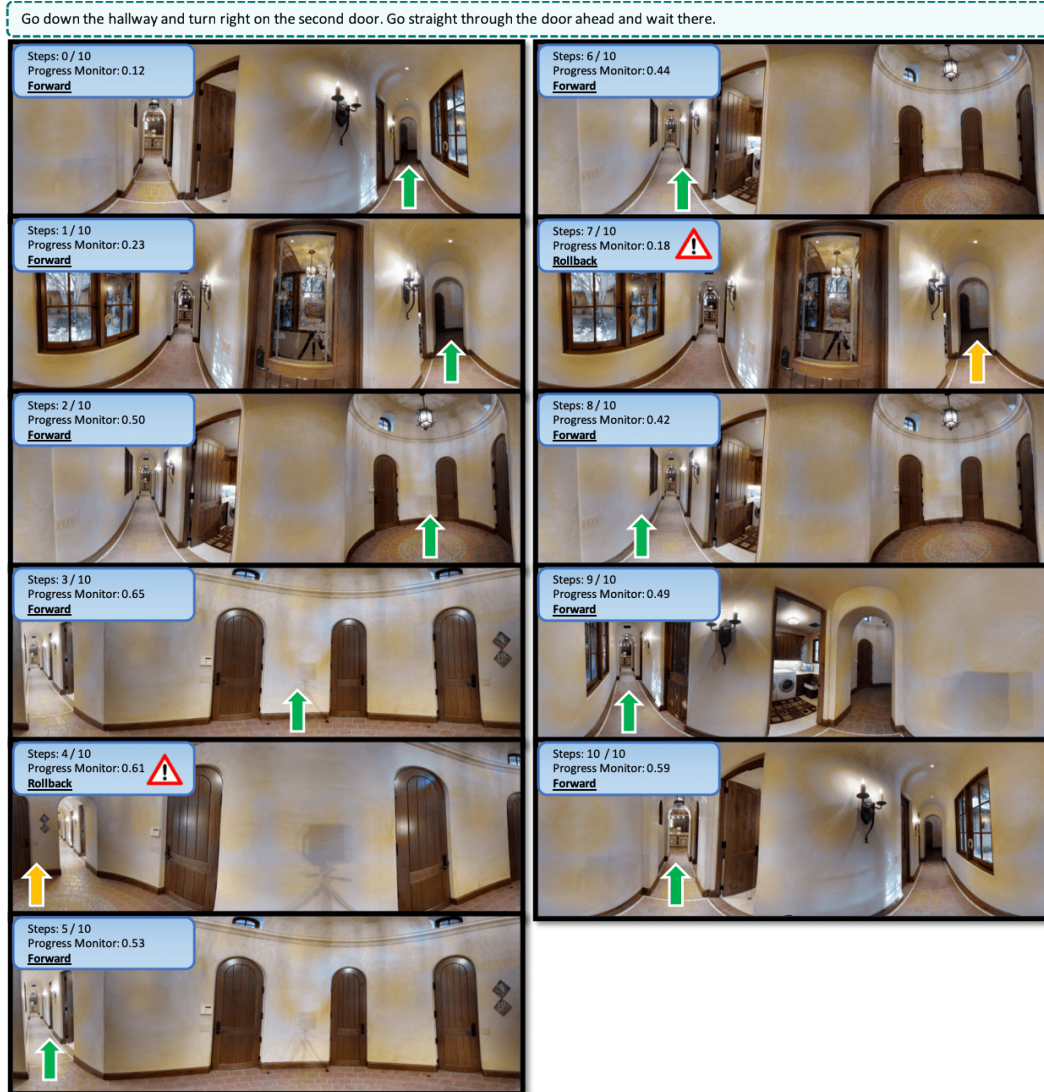 Go down the hallway and turn right on the second door. Go straight through the door ahead and wait there.
Steps: 0 / 10
Progress Monitor: 0.12
Forward
Steps: 1 / 10
Progress Monitor: 0.23
Forward
Steps: 2 / 10
Progress Monitor: 0.50
Forward
Steps: 3 / 10
Progress Monitor: 0.65
Forward
Steps: 4 / 10
Progress Monitor: 0.61
Rollback
Steps: 5 / 10
Progress Monitor: 0.53
Forward
Steps: 6 / 10
Progress Monitor: 0.44
Forward
Steps: 7 / 10
Progress Monitor: 0.18
Rollback
Steps: 8 / 10
Progress Monitor: 0.42
Forward
Steps: 9 / 10
Progress Monitor: 0.49
Forward
Steps: 10 / 10
Progress Monitor: 0.59
Forward